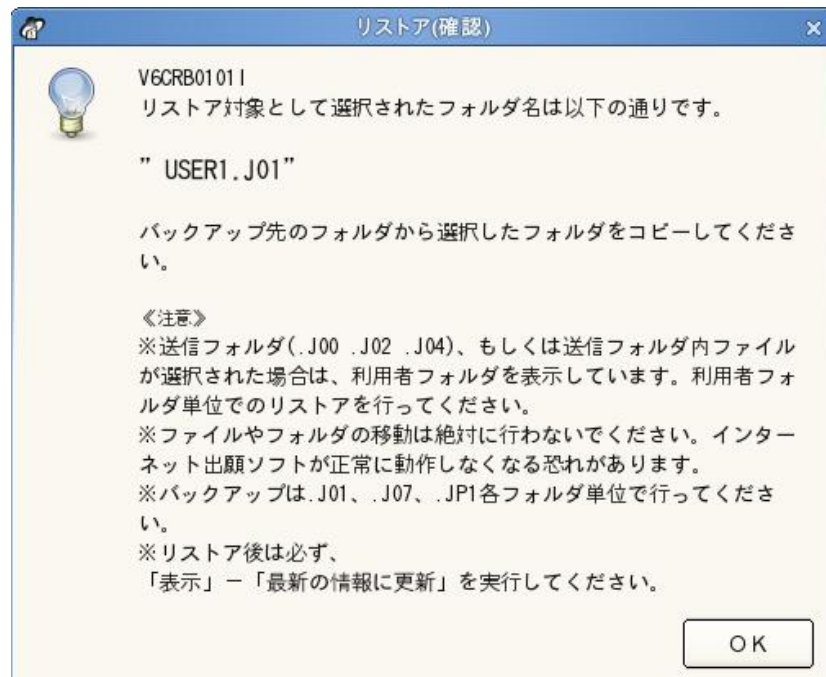 リストア(確認)
V6CRB0101I
リストア対象として選択されたフォルダ名は以下の通りです。
” USER1.J01”
バックアップ先のフォルダから選択したフォルダをコピーしてくださ
い。
《注意》
※送信フォルダ(.J00 .J02 .J04)、もしくは送信フォルダ内ファイル
が選択された場合は、利用者フォルダを表示しています。利用者フォ
ルダ単位でのリストアを行ってください。
※ファイルやフォルダの移動は絶対に行わないでください。インター
ネット出願ソフトが正常に動作しなくなる恐れがあります。
※バックアップは.J01、.J07、.JP1各フォルダ単位で行ってくださ
い。
※リストア後は必ず、
「表示」－「最新の情報に更新」を実行してください。
OK